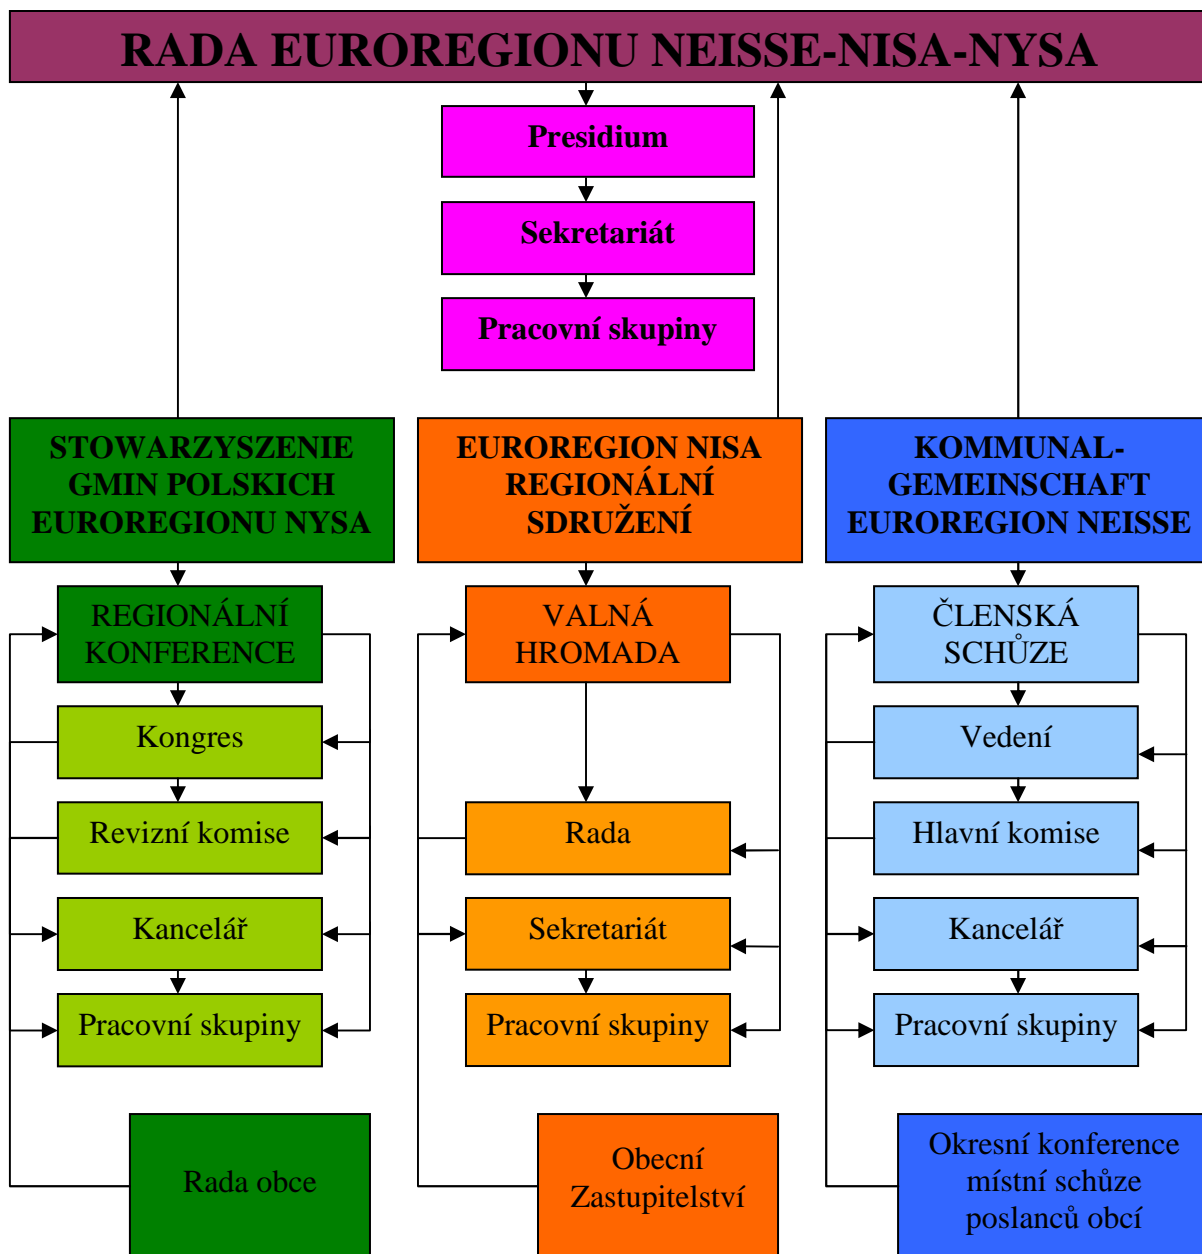 RADA EUROREGIONU NEISSE-NISA-NYSA
Presidium
Sekretariát
Pracovní skupiny
STOWARZYSZENIE
GMIN POLSKICH
EUROREGIONU NYSA
REGIONÁLNÍ
KONFERENCE
Kongres
Revizní komise
Kancelář
Pracovní skupiny
Rada obce
EUROREGION NISA
REGIONÁLNÍ
SDRUŽENÍ
VALNÁ
HROMADA
Rada
Sekretariát
Pracovní skupiny
Obecní
Zastupitelství
KOMMUNAL-
GEMEINSCHAFT
EUROREGION NEISSE
ČLENSKÁ
SCHŮZE
Vedení
Hlavní komise
Kancelář
Pracovní skupiny
Okresní konference
místní schůze
poslanců obcí